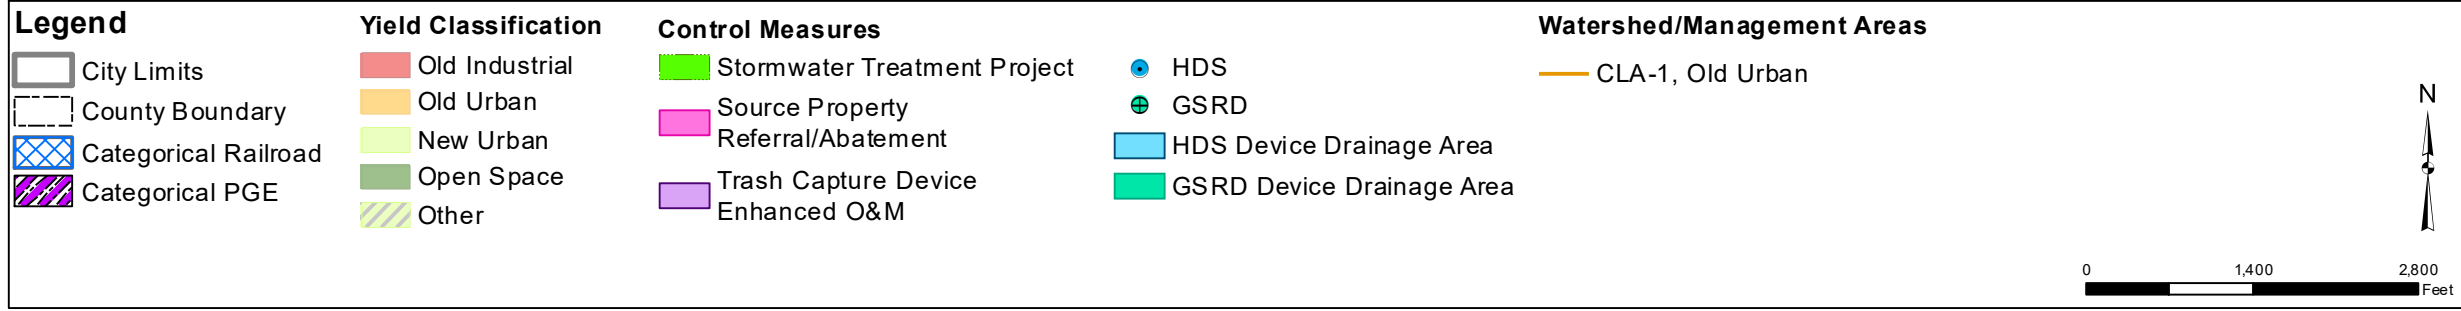 Legend
City Limits
County Boundary
Categorical Railroad
Categorical PGE
Yield Classification
Old Industrial
Old Urban
New Urban
Open Space
Other
Control Measures
Stormwater Treatment Project
Source Property
Referral/Abatement
Trash Capture Device
Enhanced O&M
HDS
GSRD
HDS Device Drainage Area
GSRD Device Drainage Area
Watershed/Management Areas
CLA-1, Old Urban
N
0 1,400 2,800
Feet